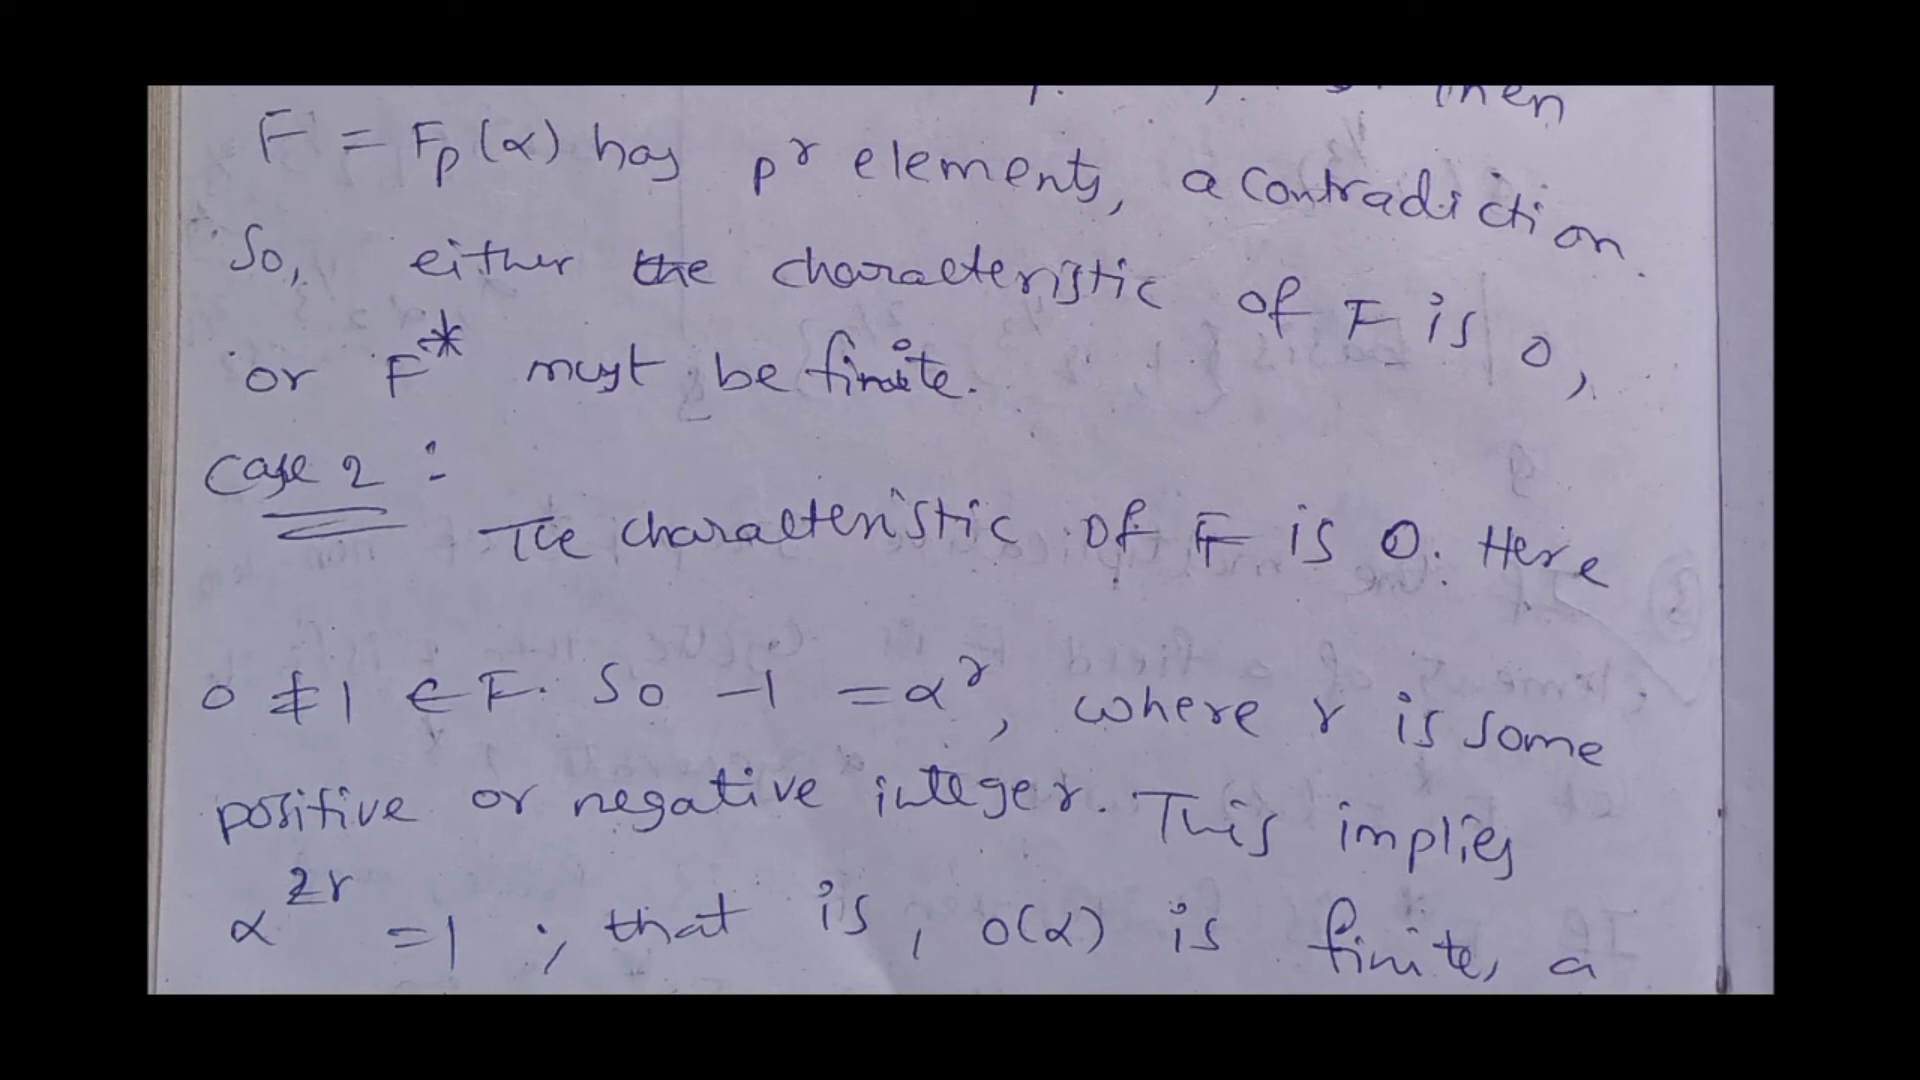 Then
F = Fp(α) has p^r elements, a contradiction.
So, either the characteristic of F is 0,
or F* must be finite.
Case 2 :-
The characteristic of F is 0. Here
0 ≠ 1 ∈ F. So -1 = α^r, where r is some
positive or negative integer. This implies
α^2r = 1 ; that is, o(α) is finite, a